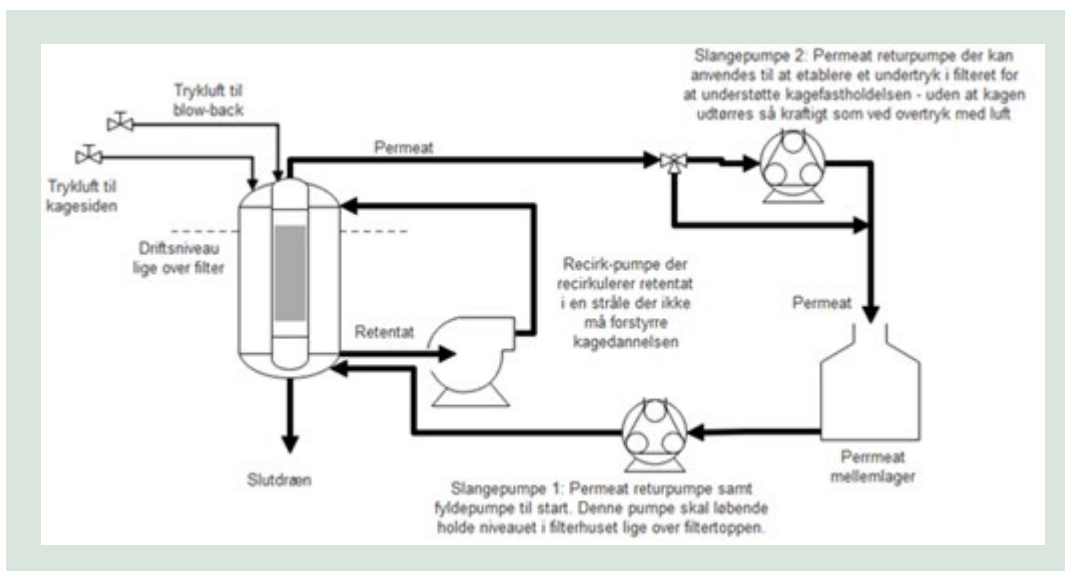 Slangepumpe 2: Permeat returpumpe der kan
anvendes til at etablere et undertryk i filteret for
at understøtte kagefastholdelsen - uden at kagen
udtørres så kraftigt som ved overtryk med luft
Trykluft til
blow-back
Permeat
Trykluft til
kagesiden
Driftsniveau
lige over filter
Recirk-pumpe der
recirkulerer retentat
i en stråle der ikke
må forstyrre
kagedannelsen
Permeat
Retentat
Perrmeat
mellemlager
Slutdræn
Slangepumpe 1: Permeat returpumpe samt
fyldepumpe til start. Denne pumpe skal løbende
holde niveauet i filterhuset lige over filtertoppen.